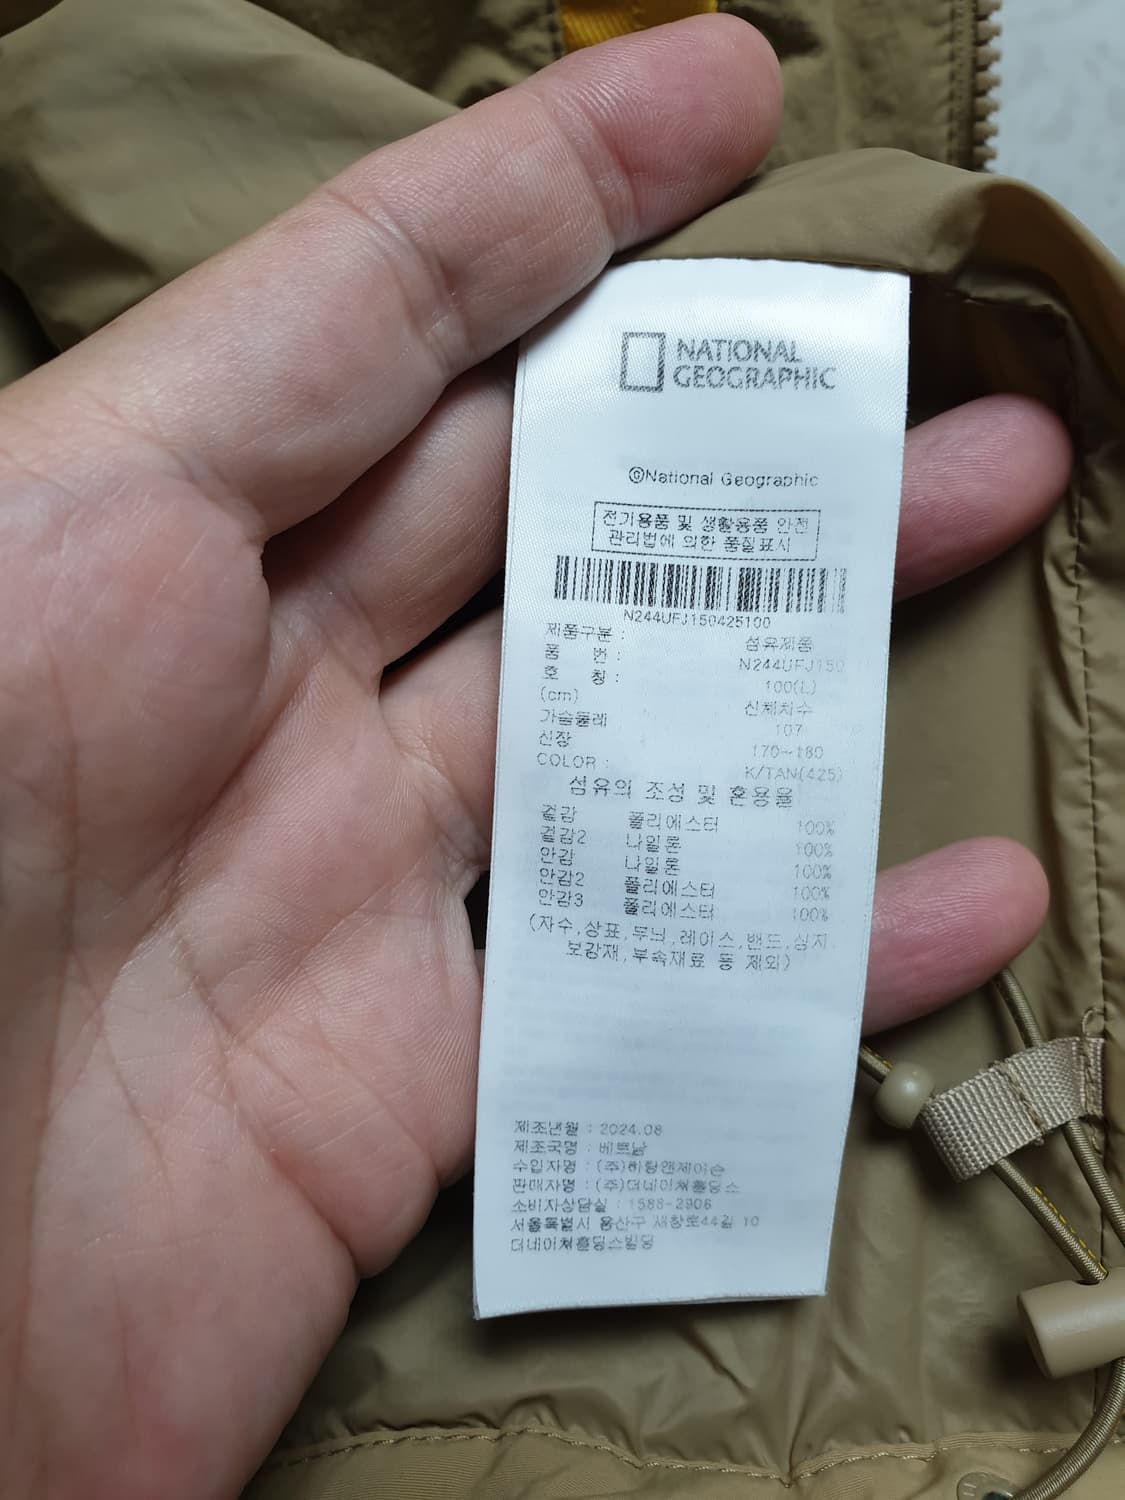 NATIONAL
GEOGRAPHIC
©National Geographic
전기용품 및 생활용품 안전
관리법에 의한 품질표시
N244UFJ150425100
제품구분 : 섬유제품
품 번 : N244UFJ150
호 칭 : 100(L)
(cm) 신체치수
가슴둘레 107
신장 170~180
COLOR : K/TAN(425)
섬유의 조성 및 혼용율
겉감 폴리에스터 100%
겉감2 나일론 100%
안감 나일론 100%
안감2 폴리에스터 100%
안감3 폴리에스터 100%
(자수,상표,무늬,레이스,밴드,심지,
보강재,부속재료 등 제외)
제조년월 : 2024.08
제조국명 : 베트남
수입자명 : (주)히랑앤제이슨
판매자명 : (주)더네이쳐홀딩스
소비자상담실 : 1588-2906
서울특별시 용산구 새창로44길 10
더네이쳐홀딩스빌딩